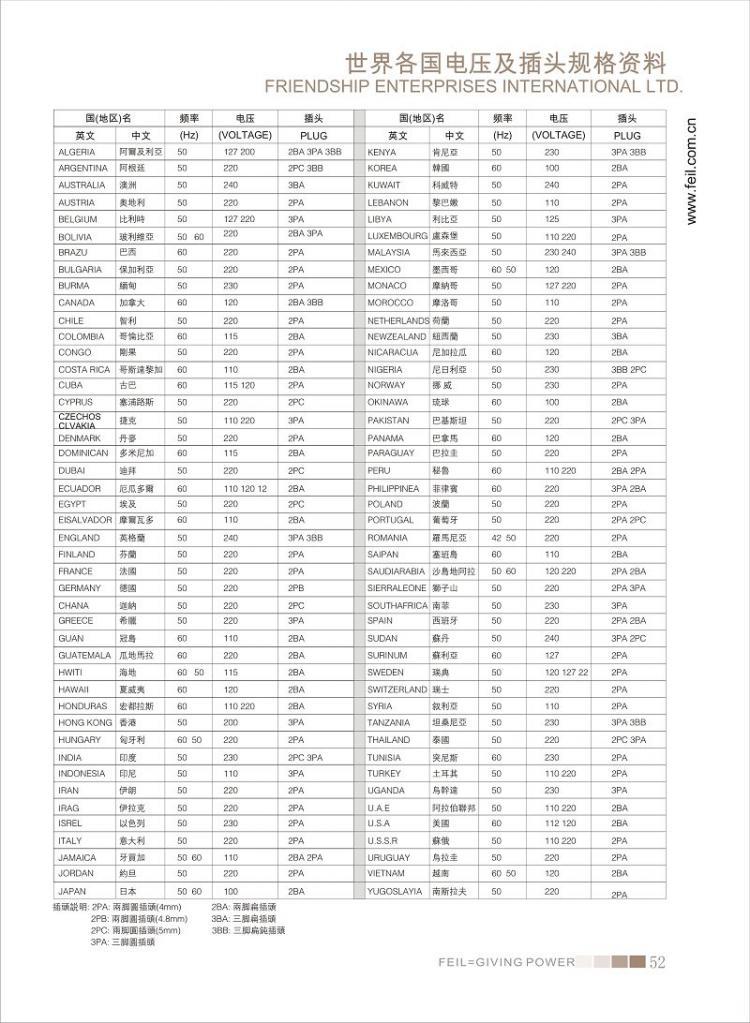 世界各国电压及插头规格资料
FRIENDSHIP ENTERPRISES INTERNATIONAL LTD.
www.feil.com.cn
国(地区)名 频率 电压 插头 国(地区)名 频率 电压 插头
英文 中文 (Hz) (VOLTAGE) PLUG 英文 中文 (Hz) (VOLTAGE) PLUG
ALGERIA 阿爾及利亞 50 127 200 2BA 3PA 3BB KENYA 肯尼亞 50 230 3PA 3BB
ARGENTINA 阿根延 50 220 2PC 3BB KOREA 韓國 60 100 2BA
AUSTRALIA 澳洲 50 240 3BA KUWAIT 科威特 50 240 2PA
AUSTRIA 奥地利 50 220 2PA LEBANON 黎巴嫩 50 110 2PA
BELGIUM 比利時 50 127 220 3PA LIBYA 利比亞 50 125 3PA
BOLIVIA 玻利維亞 50 60 220 2BA 3PA LUXEMBOURG 盧森堡 50 110 220 2PA
BRAZU 巴西 60 220 2PA MALAYSIA 馬來西亞 50 230 240 3PA 3BB
BULGARIA 保加利亞 50 220 2PA MEXICO 墨西哥 60 50 120 2BA
BURMA 緬甸 50 230 2PA MONACO 摩納哥 50 127 220 2PA
CANADA 加拿大 60 120 2BA 3BB MOROCCO 摩洛哥 50 110 2PA
CHILE 智利 50 220 2PA NETHERLANDS 荷蘭 50 220 2PA
COLOMBIA 哥倫比亞 60 115 2BA NEWZEALAND 紐西蘭 50 230 3BA
CONGO 剛果 50 220 2PA NICARACUA 尼加拉瓜 60 120 2BA
COSTA RICA 哥斯達黎加 60 110 2BA NIGERIA 尼日利亞 50 230 3BB 2PC
CUBA 古巴 60 115 120 2PA NORWAY 挪 威 50 230 2PA
CYPRUS 塞浦路斯 50 220 2PC OKINAWA 琉球 60 100 2BA
CZECHOS CLVAKIA 捷克 50 110 220 3PA PAKISTAN 巴基斯坦 50 220 2PC 3PA
DENMARK 丹麥 50 220 2PA PANAMA 巴拿馬 60 120 2BA
DOMINICAN 多米尼加 60 115 2BA PARAGUAY 巴拉圭 50 220 2PA
DUBAI 迪拜 50 220 2PC PERU 秘魯 60 110 220 2BA 2PA
ECUADOR 厄瓜多爾 60 110 120 12 2BA PHILIPPINEA 菲律賓 60 220 3PA 2BA
EGYPT 埃及 50 220 2PC POLAND 波蘭 50 220 2PA
EISALVADOR 摩爾瓦多 60 110 2BA PORTUGAL 葡萄牙 50 220 2PA 2PC
ENGLAND 英格蘭 50 240 3PA 3BB ROMANIA 羅馬尼亞 42 50 220 2PA
FINLAND 芬蘭 50 220 2PA SAIPAN 塞班島 60 110 2BA
FRANCE 法國 50 220 2PA SAUDIARABIA 沙烏地阿拉 50 60 120 220 2PA 2BA
GERMANY 德國 50 220 2PB SIERRALEONE 獅子山 50 220 2PA 3PA
CHANA 迦納 50 220 2PC SOUTHAFRICA 南菲 50 230 3PA
GREECE 希臘 50 220 3PA SPAIN 西班牙 50 220 2PA 2BA
GUAN 冠島 60 110 2BA SUDAN 蘇丹 50 240 3PA 2PC
GUATEMALA 瓜地馬拉 60 220 2BA SURINUM 蘇利亞 60 127 2PA
HWITI 海地 60 50 115 2BA SWEDEN 瑞典 50 120 127 22 2PA
HAWAII 夏威夷 60 120 2BA SWITZERLAND 瑞士 50 220 2PA
HONDURAS 宏都拉斯 60 110 220 2BA SYRIA 叙利亞 50 110 2PA
HONG KONG 香港 50 200 3PA TANZANIA 坦桑尼亞 50 230 3PA 3BB
HUNGARY 匈牙利 60 50 220 2PA THAILAND 泰國 50 220 2PC 3PA
INDIA 印度 50 230 2PC 3PA TUNISIA 突尼斯 60 230 2PA
INDONESIA 印尼 50 110 3PA TURKEY 土耳其 50 110 220 2PA
IRAN 伊朗 50 220 2PA UGANDA 烏幹達 50 230 3PA
IRAG 伊拉克 50 220 2PA U.A.E 阿拉伯聯邦 50 110 220 2BA
ISREL 以色列 50 230 2PA U.S.A 美國 60 112 120 2BA
ITALY 意大利 50 220 2PA U.S.S.R 蘇俄 50 110 220 2PA
JAMAICA 牙買加 50 60 110 2BA 2PA URUGUAY 烏拉圭 50 220 2PA
JORDAN 約旦 50 220 2PA VIETNAM 越南 60 50 120 2BA
JAPAN 日本 50 60 100 2BA YUGOSLAYIA 南斯拉夫 50 220 2PA
插頭説明: 2PA: 兩脚圓插頭(4mm) 2BA: 兩脚扁插頭
2PB: 兩脚圓插頭(4.8mm) 3BA: 三脚扁插頭
2PC: 兩脚圓插頭(5mm) 3BB: 三脚扁鈍插頭
3PA: 三脚圓插頭
FEIL=GIVING POWER 52